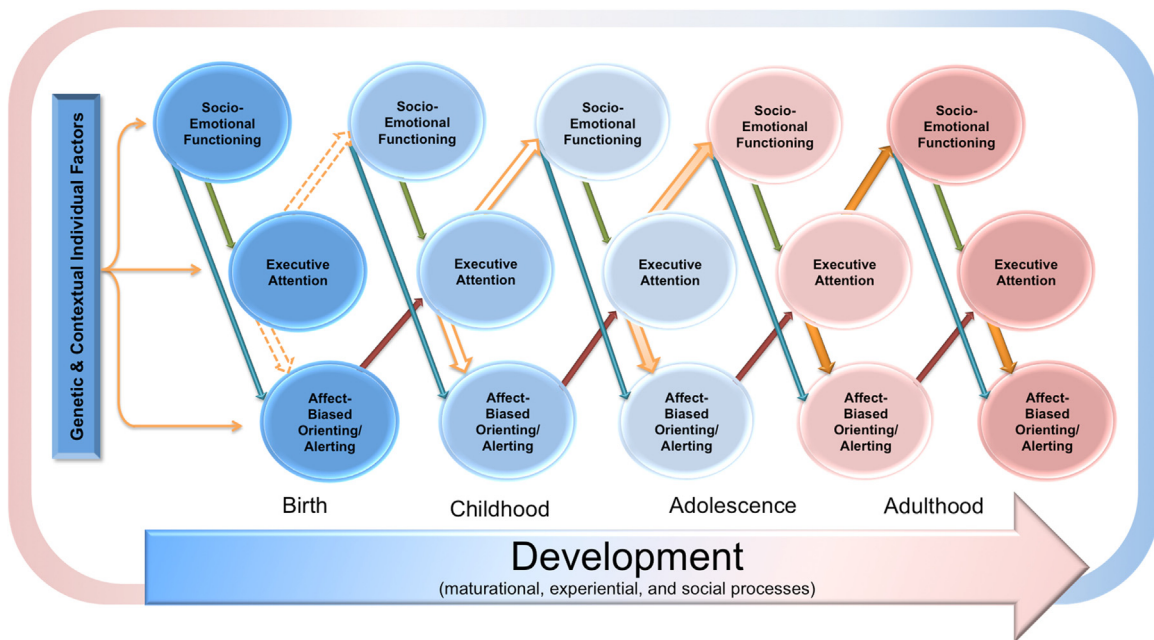 Genetic & Contextual Individual Factors
Socio-
Emotional
Functioning
Socio-
Emotional
Functioning
Socio-
Emotional
Functioning
Socio-
Emotional
Functioning
Socio-
Emotional
Functioning
Executive
Attention
Executive
Attention
Executive
Attention
Executive
Attention
Executive
Attention
Affect-
Biased
Orienting/
Alerting
Affect-
Biased
Orienting/
Alerting
Affect-
Biased
Orienting/
Alerting
Affect-
Biased
Orienting/
Alerting
Affect-
Biased
Orienting/
Alerting
Birth
Childhood
Adolescence
Adulthood
Development
(maturational, experiential, and social processes)